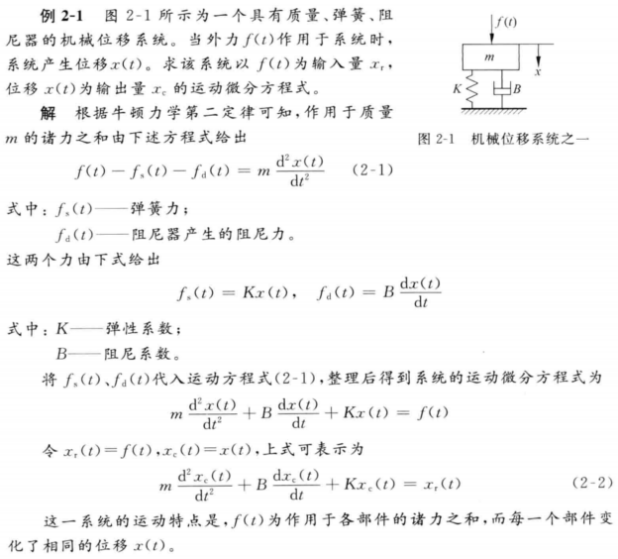 例 2-1 图 2-1 所示为一个具有质量、弹簧、阻
尼器的机械位移系统。当外力 f(t)作用于系统时，
系统产生位移x(t)。求该系统以 f(t)为输入量 xᵣ，
位移 x(t)为输出量 x_c 的运动微分方程式。
解 根据牛顿力学第二定律可知，作用于质量
m 的诸力之和由下述方程式给出
f(t) − fₛ(t) − f_d(t) = m d²x(t)/dt² (2-1)
f(t)
m
x
K
B
图 2-1 机械位移系统之一
式中：fₛ(t)——弹簧力；
f_d(t)——阻尼器产生的阻尼力。
这两个力由下式给出
fₛ(t) = Kx(t)， f_d(t) = B dx(t)/dt
式中：K——弹性系数；
B——阻尼系数。
将 fₛ(t)、f_d(t)代入运动方程式(2-1)，整理后得到系统的运动微分方程式为
m d²x(t)/dt² + B dx(t)/dt + Kx(t) = f(t)
令 xᵣ(t)=f(t)，x_c(t)=x(t)，上式可表示为
m d²x_c(t)/dt² + B dx_c(t)/dt + Kx_c(t) = xᵣ(t) (2-2)
这一系统的运动特点是，f(t)为作用于各部件的诸力之和，而每一个部件变
化了相同的位移 x(t)。